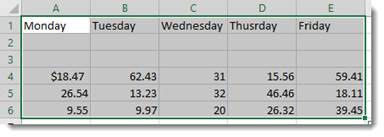 A B C D E
1 Monday Tuesday Wednesday Thusrday Friday
2
3
4 $18.47 62.43 31 15.56 59.41
5 26.54 13.23 32 46.46 18.11
6 9.55 9.97 20 26.32 39.45